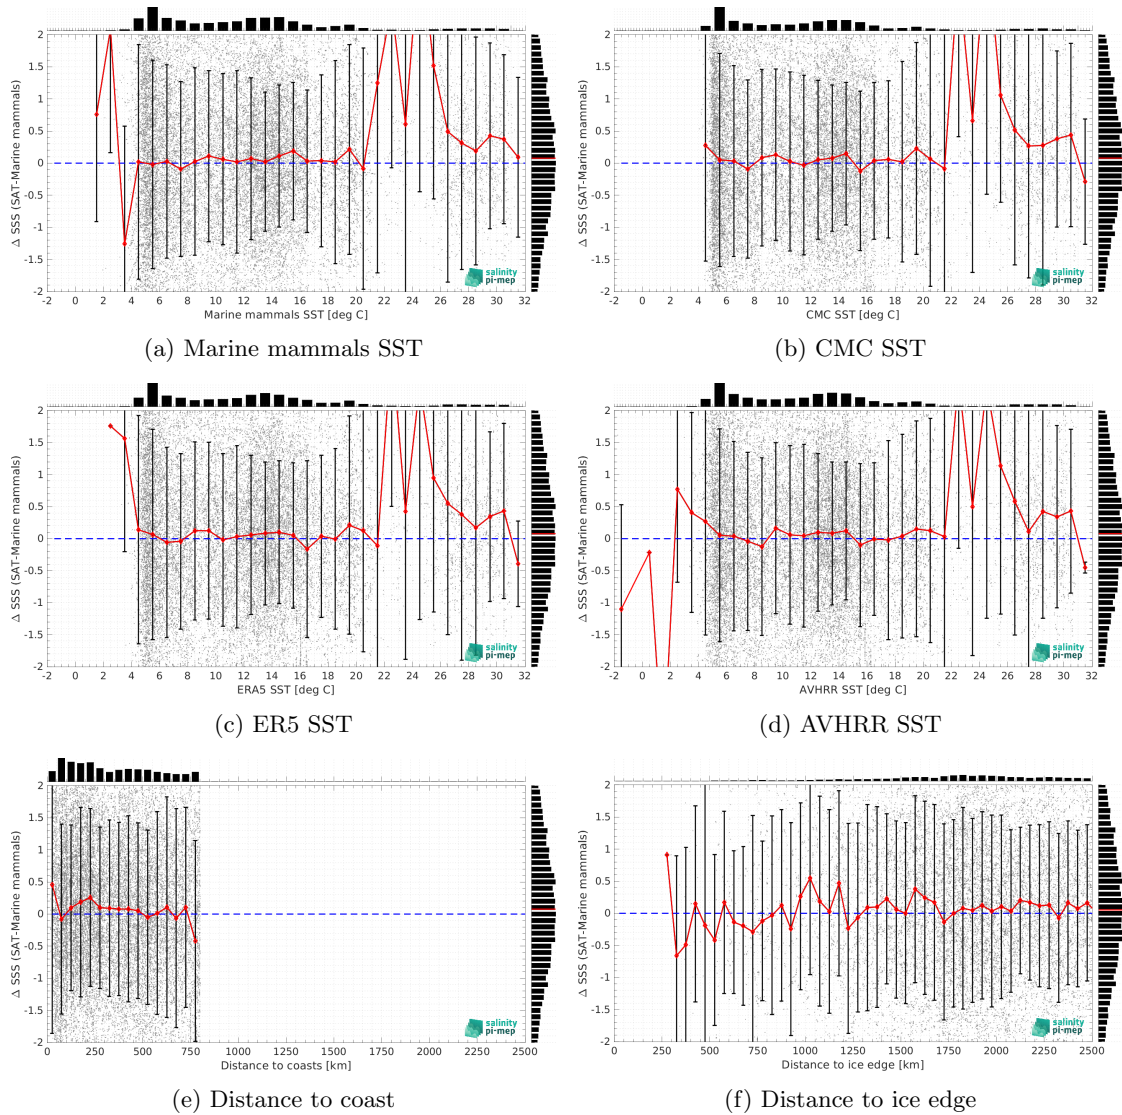 2
1.5
1
0.5
0
-0.5
-1
-1.5
-2
Δ SSS (SAT-Marine mammals)
-2 0 2 4 6 8 10 12 14 16 18 20 22 24 26 28 30 32
Marine mammals SST [deg C]
salinity
pi-mep
(a) Marine mammals SST
2
1.5
1
0.5
0
-0.5
-1
-1.5
-2
Δ SSS (SAT-Marine mammals)
-2 0 2 4 6 8 10 12 14 16 18 20 22 24 26 28 30 32
CMC SST [deg C]
salinity
pi-mep
(b) CMC SST
2
1.5
1
0.5
0
-0.5
-1
-1.5
-2
Δ SSS (SAT-Marine mammals)
-2 0 2 4 6 8 10 12 14 16 18 20 22 24 26 28 30 32
ERA5 SST [deg C]
salinity
pi-mep
(c) ER5 SST
2
1.5
1
0.5
0
-0.5
-1
-1.5
-2
Δ SSS (SAT-Marine mammals)
-2 0 2 4 6 8 10 12 14 16 18 20 22 24 26 28 30 32
AVHRR SST [deg C]
salinity
pi-mep
(d) AVHRR SST
2
1.5
1
0.5
0
-0.5
-1
-1.5
-2
Δ SSS (SAT-Marine mammals)
0 250 500 750 1000 1250 1500 1750 2000 2250 2500
Distance to coasts [km]
salinity
pi-mep
(e) Distance to coast
2
1.5
1
0.5
0
-0.5
-1
-1.5
-2
Δ SSS (SAT-Marine mammals)
0 250 500 750 1000 1250 1500 1750 2000 2250 2500
Distance to ice edge [km]
salinity
pi-mep
(f) Distance to ice edge